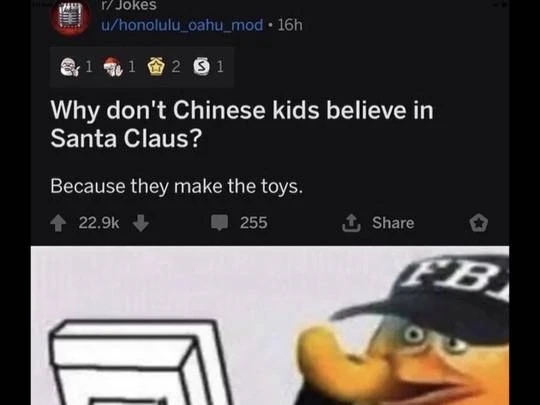 r/Jokes
u/honolulu_oahu_mod • 16h
1 1 2 S 1
Why don't Chinese kids believe in
Santa Claus?
Because they make the toys.
22.9k 255 Share
FBI